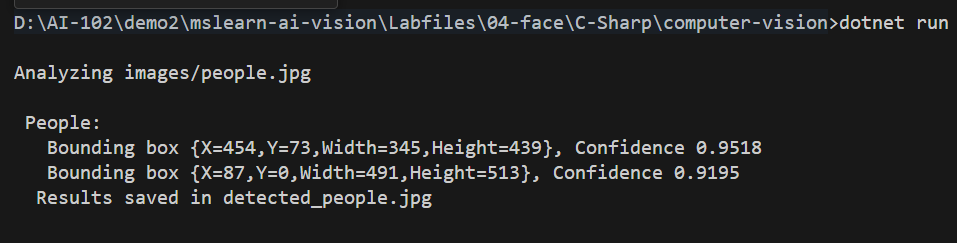 D:\AI-102\demo2\mslearn-ai-vision\Labfiles\04-face\C-Sharp\computer-vision>dotnet run
Analyzing images/people.jpg
People:
Bounding box {X=454,Y=73,Width=345,Height=439}, Confidence 0.9518
Bounding box {X=87,Y=0,Width=491,Height=513}, Confidence 0.9195
Results saved in detected_people.jpg